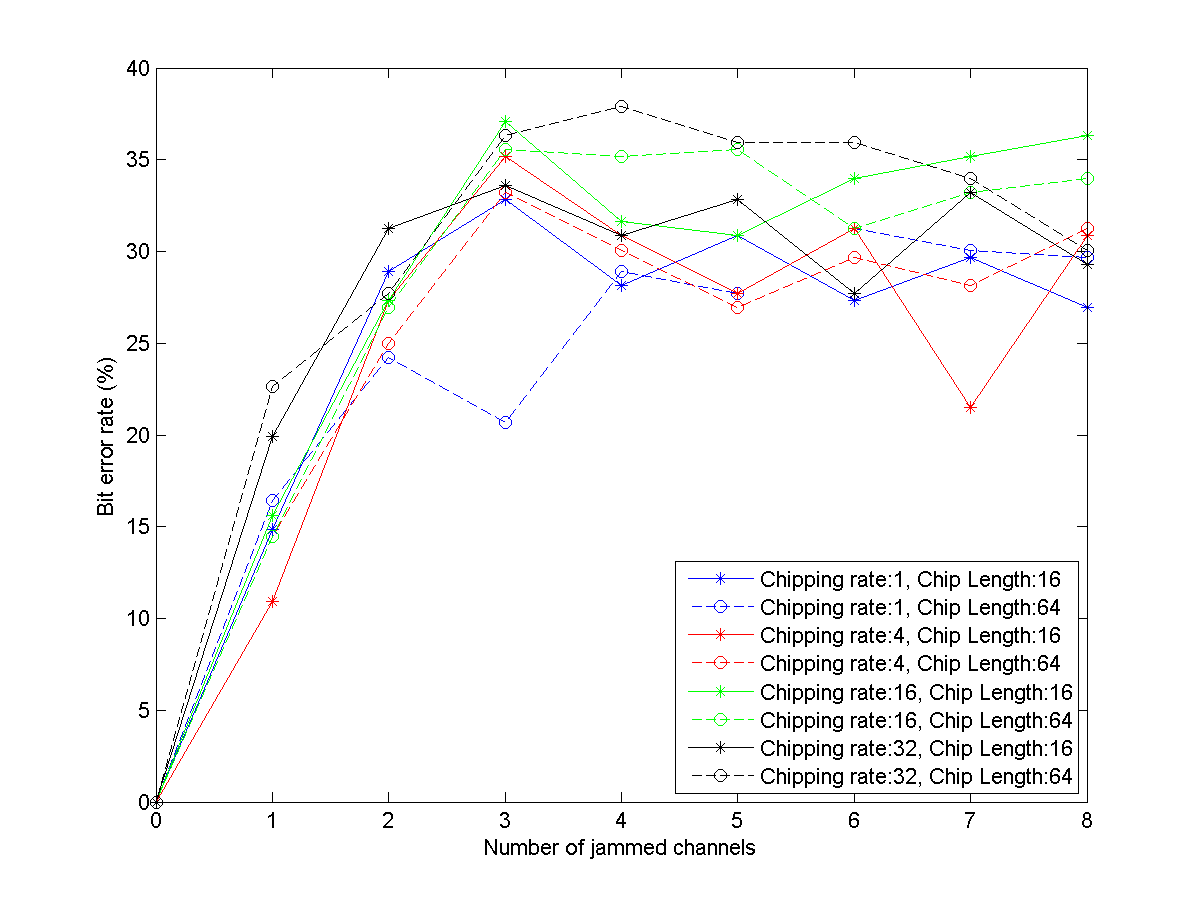 40
35
30
25
20
15
10
5
0
Bit error rate (%)
0 1 2 3 4 5 6 7 8
Number of jammed channels
Chipping rate:1, Chip Length:16
Chipping rate:1, Chip Length:64
Chipping rate:4, Chip Length:16
Chipping rate:4, Chip Length:64
Chipping rate:16, Chip Length:16
Chipping rate:16, Chip Length:64
Chipping rate:32, Chip Length:16
Chipping rate:32, Chip Length:64